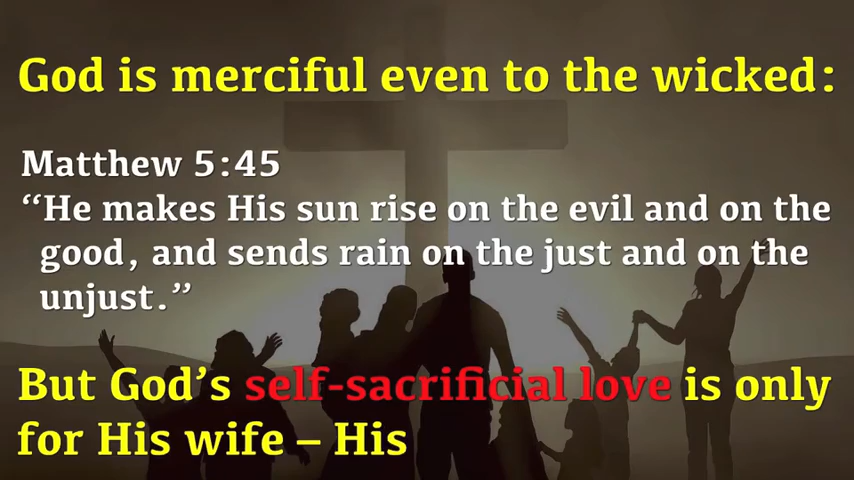 God is merciful even to the wicked:
Matthew 5:45
“He makes His sun rise on the evil and on the
good, and sends rain on the just and on the
unjust.”
But God’s self-sacrificial love is only
for His wife – His